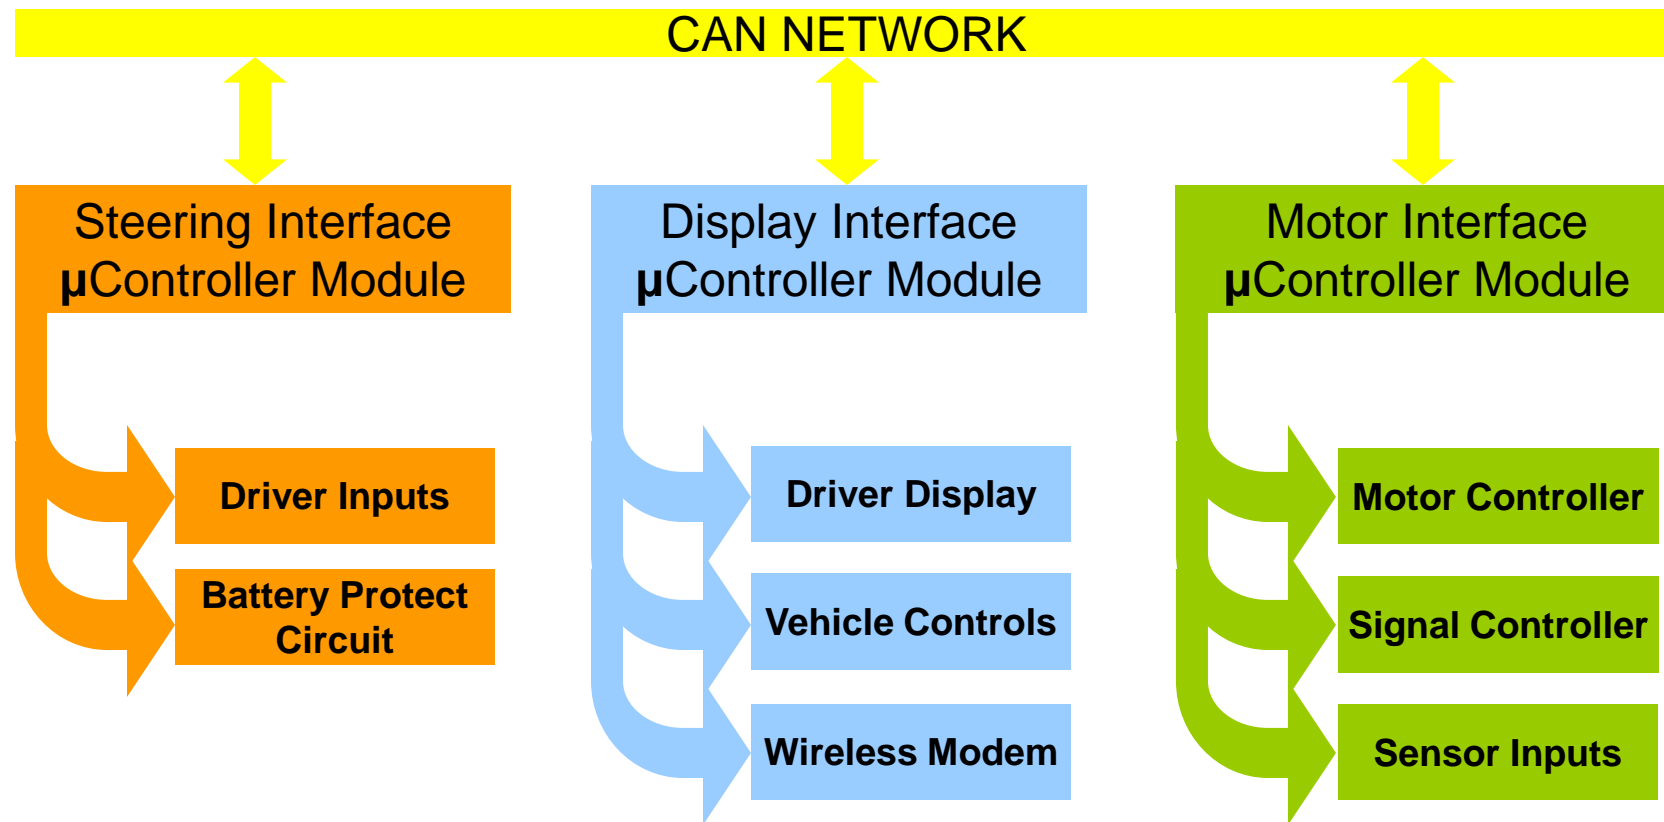 CAN NETWORK
Steering Interface
µController Module
Driver Inputs
Battery Protect
Circuit
Display Interface
µController Module
Driver Display
Vehicle Controls
Wireless Modem
Motor Interface
µController Module
Motor Controller
Signal Controller
Sensor Inputs